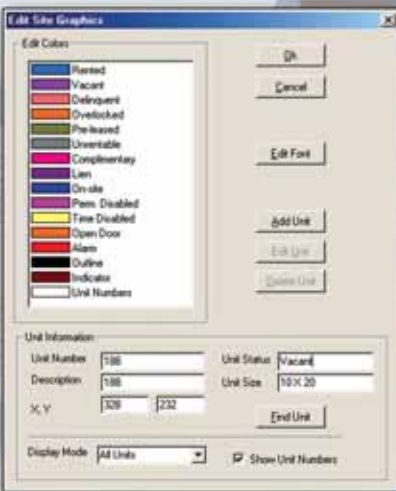 Edit Site Graphics
Edit Colors
Rented
Vacant
Delinquent
Overlocked
Pre-leased
Unrentable
Complimentary
Lien
On-site
Perm. Disabled
Time Disabled
Open Door
Alarm
Outline
Indicator
Unit Numbers
Ok
Cancel
Edit Font
Add Unit
Edit Unit
Delete Unit
Unit Information
Unit Number 188 Unit Status Vacant
Description 188 Unit Size 10 X 20
X, Y 328 232 Find Unit
Display Mode All Units Show Unit Numbers